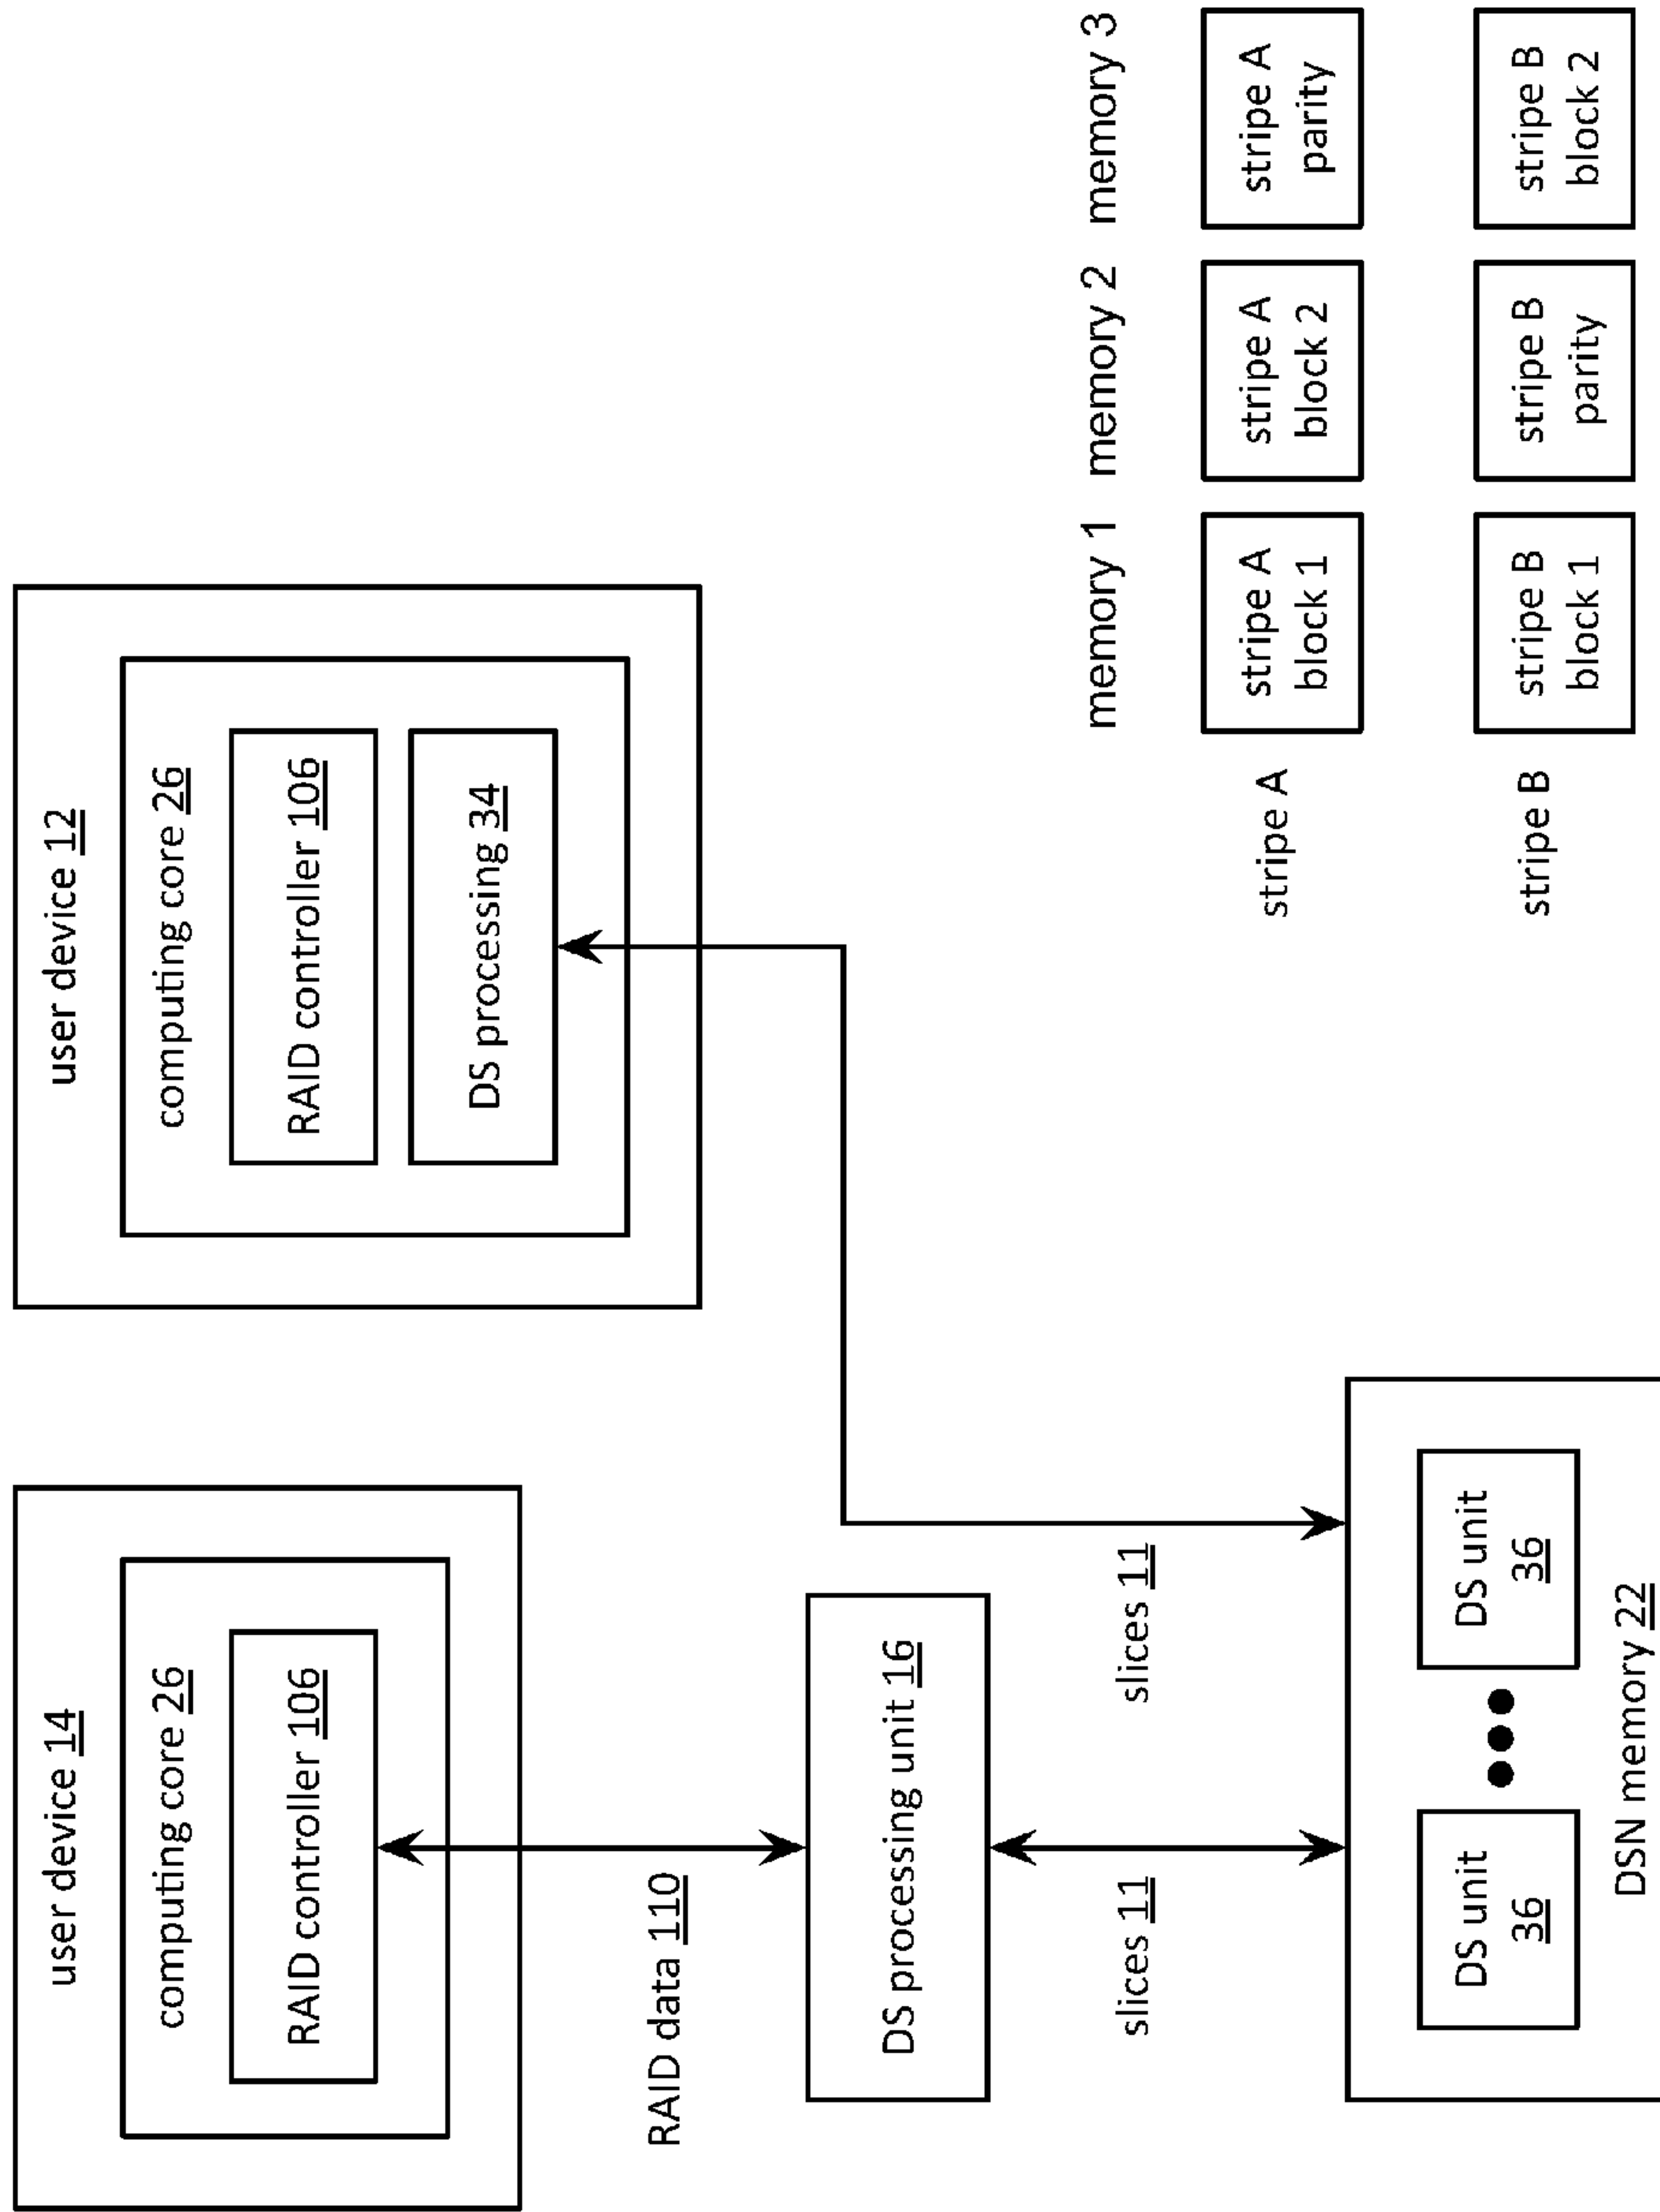 user device 14
computing core 26
RAID controller 106
RAID data 110
DS processing unit 16
slices 11
slices 11
DS unit
36
DS unit
36
DSN memory 22
user device 12
computing core 26
RAID controller 106
DS processing 34
memory 1
memory 2
memory 3
stripe A
stripe A
block 1
stripe A
block 2
stripe A
parity
stripe B
stripe B
block 1
stripe B
parity
stripe B
block 2